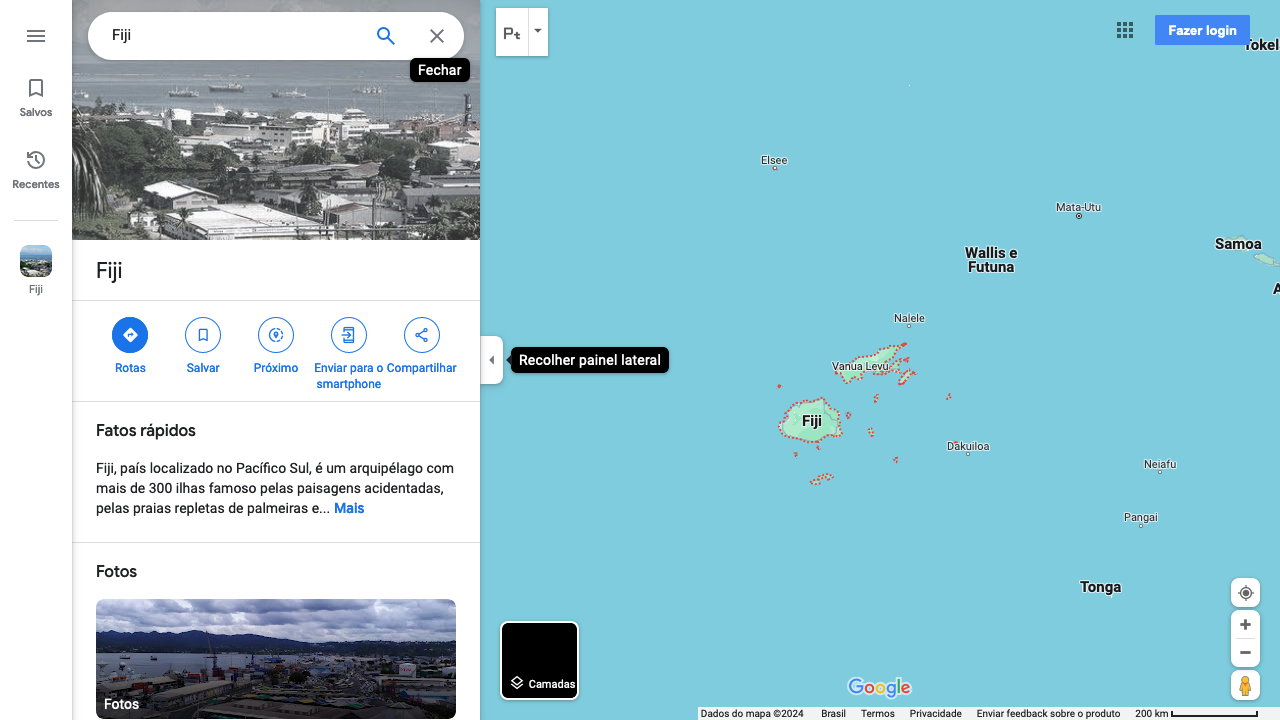 Fiji
Fechar
Salvos
Recentes
Fiji
Fiji
Rotas
Salvar
Próximo
Enviar para o
smartphone
Compartilhar
Fatos rápidos
Fiji, país localizado no Pacífico Sul, é um arquipélago com
mais de 300 ilhas famoso pelas paisagens acidentadas,
pelas praias repletas de palmeiras e... Mais
Fotos
Fotos
Recolher painel lateral
Fazer login
Elsee
Mata-Utu
Wallis e
Futuna
Samoa
Nalele
Vanua Levu
Fiji
Dakuiloa
Neiafu
Pangai
Tonga
Camadas
Google
Dados do mapa ©2024
Brasil
Termos
Privacidade
Enviar feedback sobre o produto
200 km